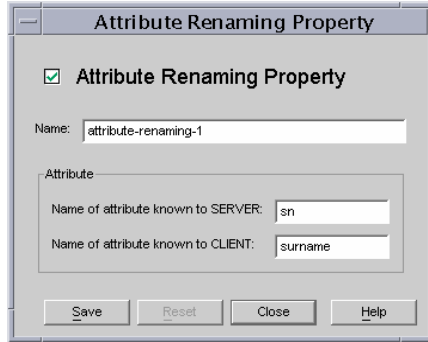 Attribute Renaming Property
Attribute Renaming Property
Name: attribute-renaming-1
Attribute
Name of attribute known to SERVER: sn
Name of attribute known to CLIENT: surname
Save Reset Close Help